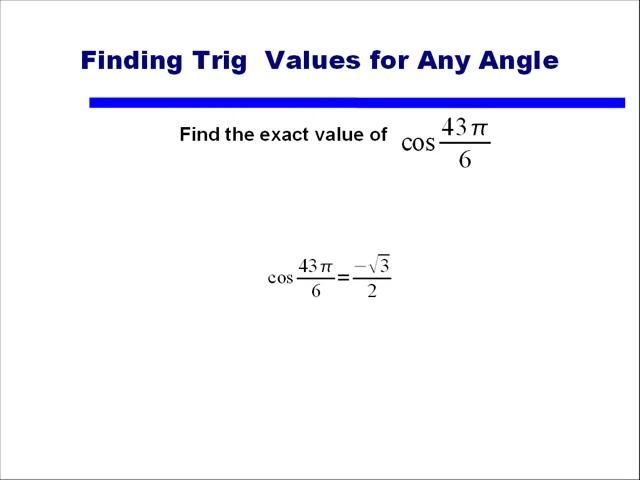 Finding Trig Values for Any Angle
Find the exact value of cos 43π/6
cos 43π/6 = −√3/2